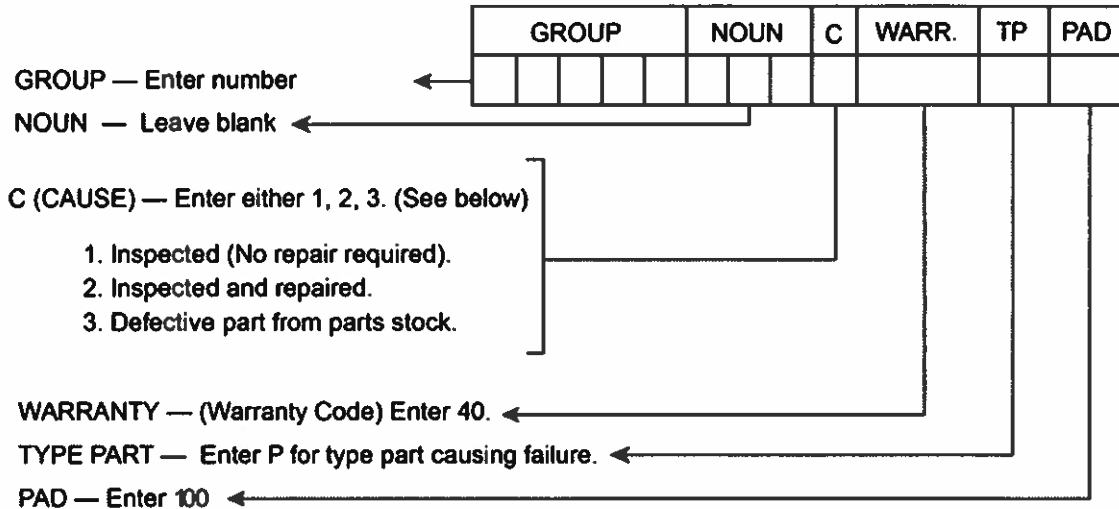 GROUP NOUN C WARR. TP PAD
GROUP — Enter number
NOUN — Leave blank
C (CAUSE) — Enter either 1, 2, 3. (See below)
1. Inspected (No repair required).
2. Inspected and repaired.
3. Defective part from parts stock.
WARRANTY — (Warranty Code) Enter 40.
TYPE PART — Enter P for type part causing failure.
PAD — Enter 100